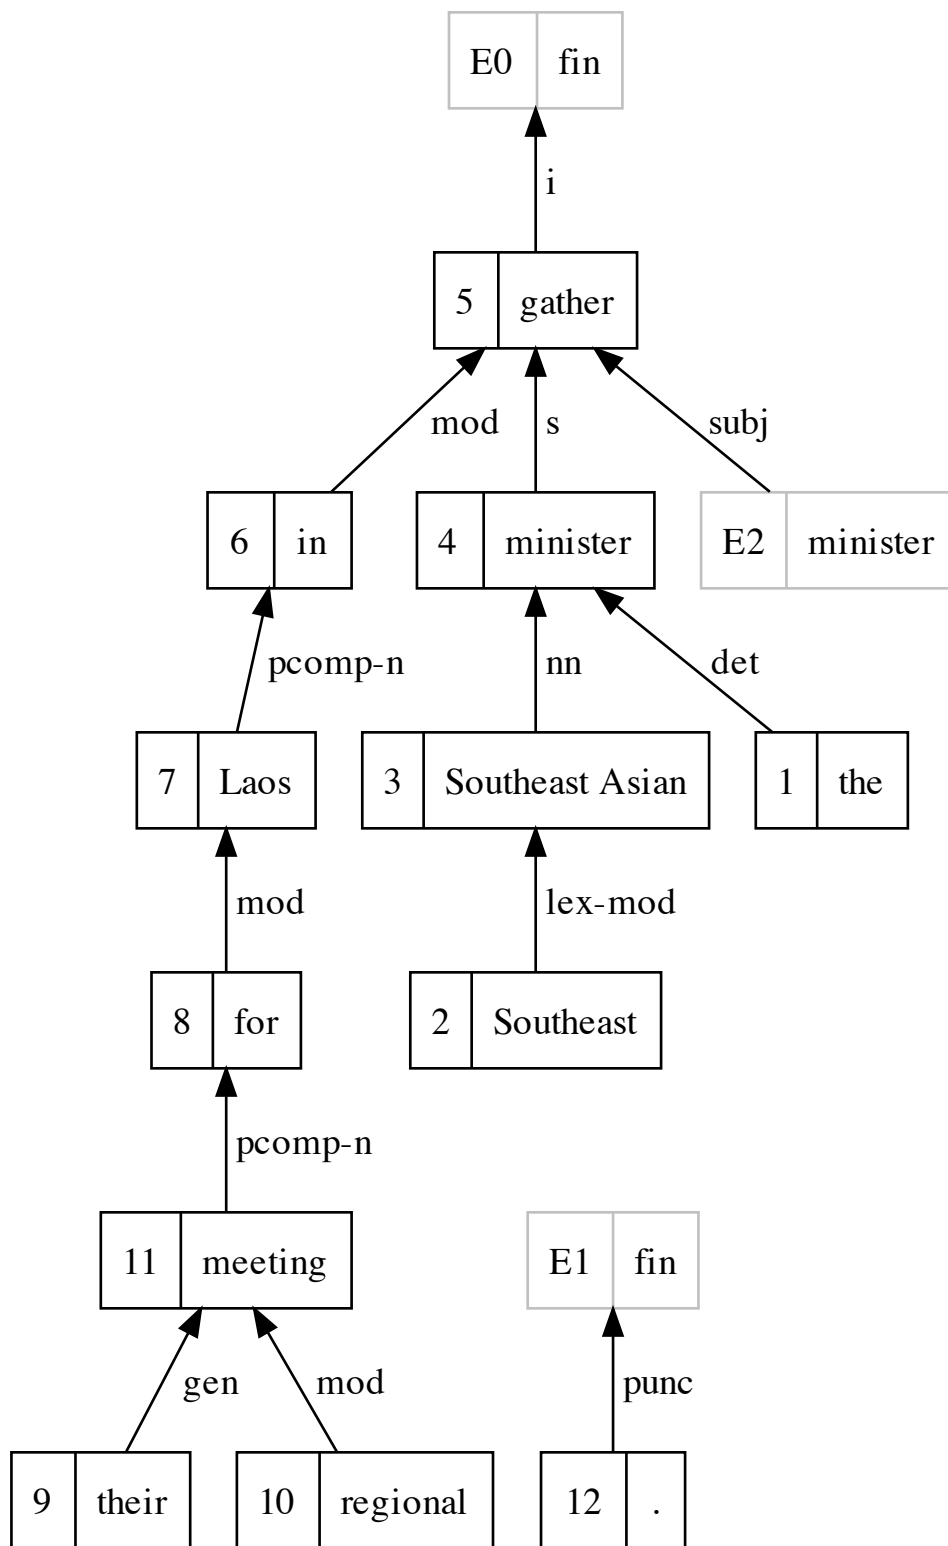 E0 fin
i
5 gather
mod s subj
6 in 4 minister E2 minister
pcomp-n nn det
7 Laos 3 Southeast Asian 1 the
mod lex-mod
8 for 2 Southeast
pcomp-n
11 meeting E1 fin
gen mod punc
9 their 10 regional 12 .